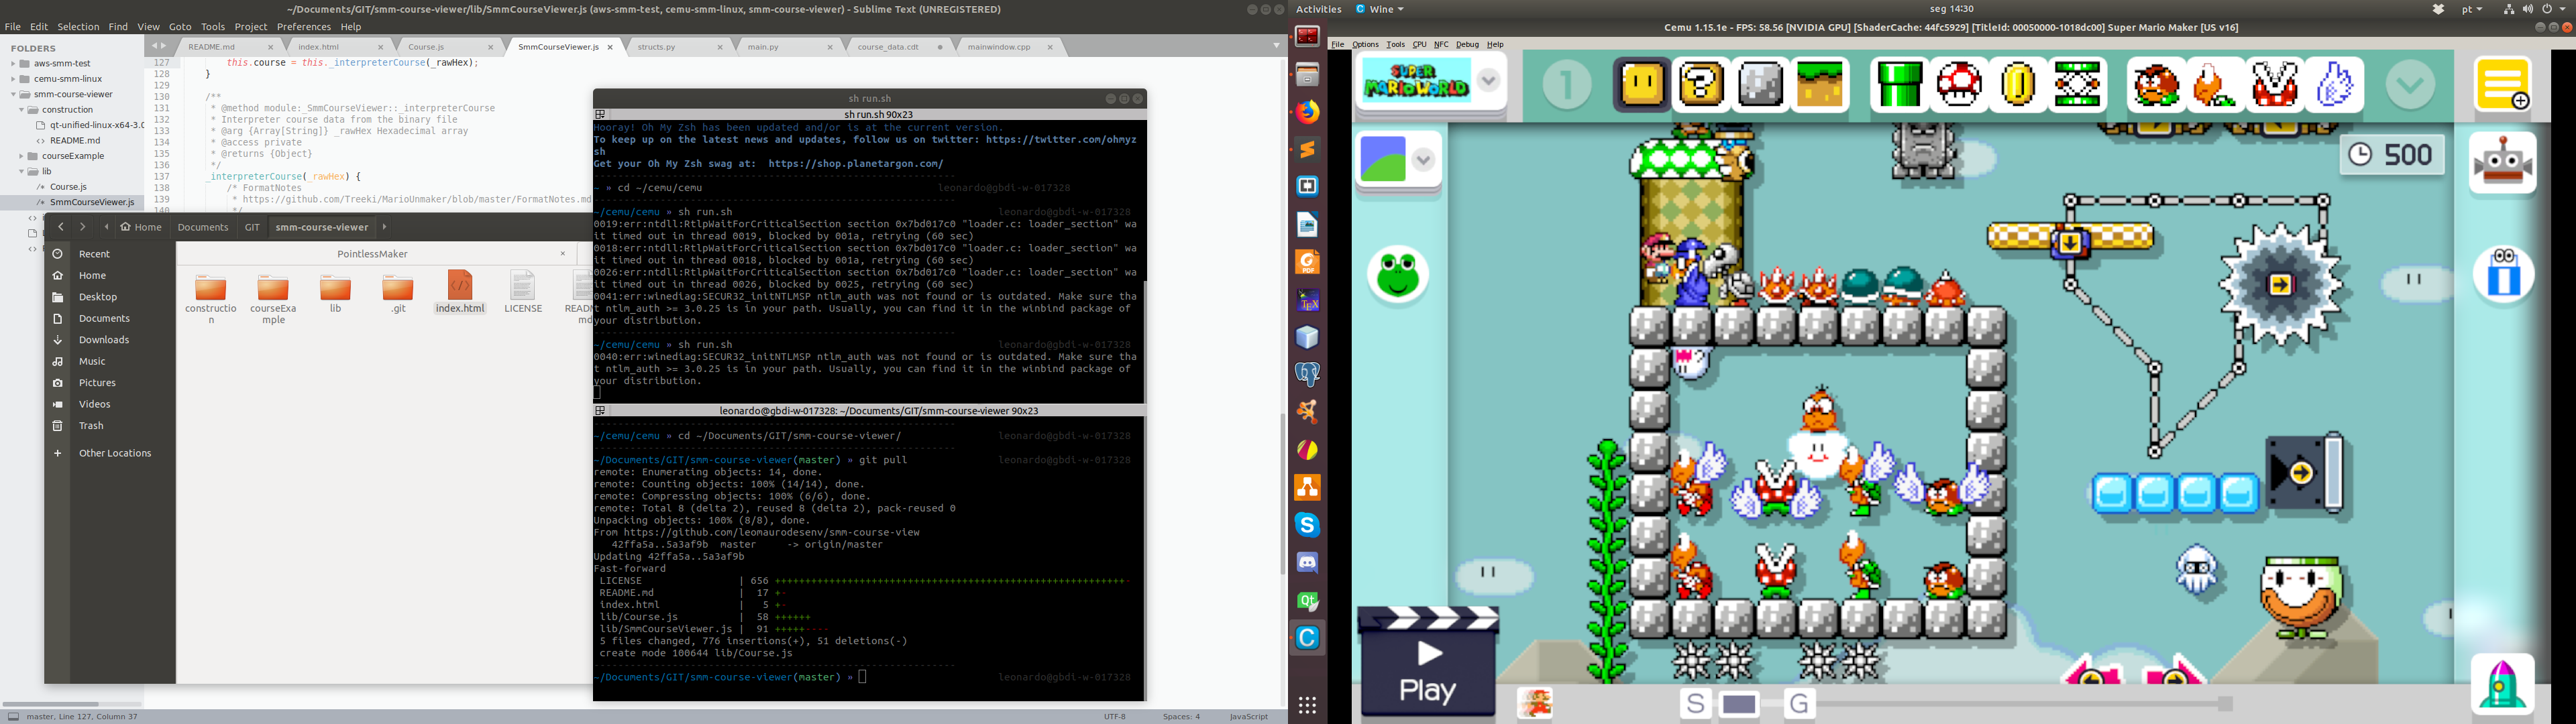 ~/Documents/GIT/smm-course-viewer/lib/SmmCourseViewer.js (aws-smm-test, cemu-smm-linux, smm-course-viewer) - Sublime Text (UNREGISTERED)
File Edit Selection Find View Goto Tools Project Preferences Help
FOLDERS
aws-smm-test
cemu-smm-linux
smm-course-viewer
construction
qt-unified-linux-x64-3.0
README.md
courseExample
lib
Course.js
SmmCourseViewer.js
README.md
index.html
Course.js
SmmCourseViewer.js
structs.py
main.py
course_data.cdt
mainwindow.cpp
127 this.course = this._interpreterCourse(_rawHex);
128 }
129
130 /**
131 * @method module:_SmmCourseViewer::_interpreterCourse
132 * Interpreter course data from the binary file
133 * @arg {Array[String]} _rawHex Hexadecimal array
134 * @access private
135 * @returns {Object}
136 */
137 _interpreterCourse(_rawHex) {
138 /* FormatNotes
139 * https://github.com/Treeki/MarioUnmaker/blob/master/FormatNotes.md
140 */
Home Documents GIT smm-course-viewer
Recent
Home
Desktop
Documents
Downloads
Music
Pictures
Videos
Trash
Other Locations
PointlessMaker
construction
courseExample
lib
.git
index.html
LICENSE
READ
md
sh run.sh
sh run.sh 90x23
Hooray! Oh My Zsh has been updated and/or is at the current version.
To keep up on the latest news and updates, follow us on twitter: https://twitter.com/ohmyz
sh
Get your Oh My Zsh swag at: https://shop.planetargon.com/
~ » cd ~/cemu/cemu leonardo@gbdi-w-017328
~/cemu/cemu » sh run.sh leonardo@gbdi-w-017328
0019:err:ntdll:RtlpWaitForCriticalSection section 0x7bd017c0 "loader.c: loader_section" wa
it timed out in thread 0019, blocked by 001a, retrying (60 sec)
0018:err:ntdll:RtlpWaitForCriticalSection section 0x7bd017c0 "loader.c: loader_section" wa
it timed out in thread 0018, blocked by 001a, retrying (60 sec)
0026:err:ntdll:RtlpWaitForCriticalSection section 0x7bd017c0 "loader.c: loader_section" wa
it timed out in thread 0026, blocked by 0025, retrying (60 sec)
0041:err:winediag:SECUR32_initNTLMSP ntlm_auth was not found or is outdated. Make sure tha
t ntlm_auth >= 3.0.25 is in your path. Usually, you can find it in the winbind package of
your distribution.
~/cemu/cemu » sh run.sh leonardo@gbdi-w-017328
0040:err:winediag:SECUR32_initNTLMSP ntlm_auth was not found or is outdated. Make sure tha
t ntlm_auth >= 3.0.25 is in your path. Usually, you can find it in the winbind package of
your distribution.
leonardo@gbdi-w-017328: ~/Documents/GIT/smm-course-viewer 90x23
~/cemu/cemu » cd ~/Documents/GIT/smm-course-viewer/ leonardo@gbdi-w-017328
~/Documents/GIT/smm-course-viewer(master) » git pull leonardo@gbdi-w-017328
remote: Enumerating objects: 14, done.
remote: Counting objects: 100% (14/14), done.
remote: Compressing objects: 100% (6/6), done.
remote: Total 8 (delta 2), reused 8 (delta 2), pack-reused 0
Unpacking objects: 100% (8/8), done.
From https://github.com/leomaurodesenv/smm-course-view
42ffa5a..5a3af9b master -> origin/master
Updating 42ffa5a..5a3af9b
Fast-forward
LICENSE | 656 ++++++++++++++++++++++++++++++++++++++++++++++++++++++++++-
README.md | 17 +-
index.html | 5 +-
lib/Course.js | 58 ++++++
lib/SmmCourseViewer.js | 91 +++++----
5 files changed, 776 insertions(+), 51 deletions(-)
create mode 100644 lib/Course.js
~/Documents/GIT/smm-course-viewer(master) » leonardo@gbdi-w-017328
master, Line 127, Column 37
UTF-8 Spaces: 4 JavaScript
Activities Wine seg 14:30 pt
Cemu 1.15.1e - FPS: 58.56 [NVIDIA GPU] [ShaderCache: 44fc5929] [TitleId: 00050000-1018dc00] Super Mario Maker [US v16]
File Options Tools CPU NFC Debug Help
SUPER
MARIO WORLD
1
500
Play
S G